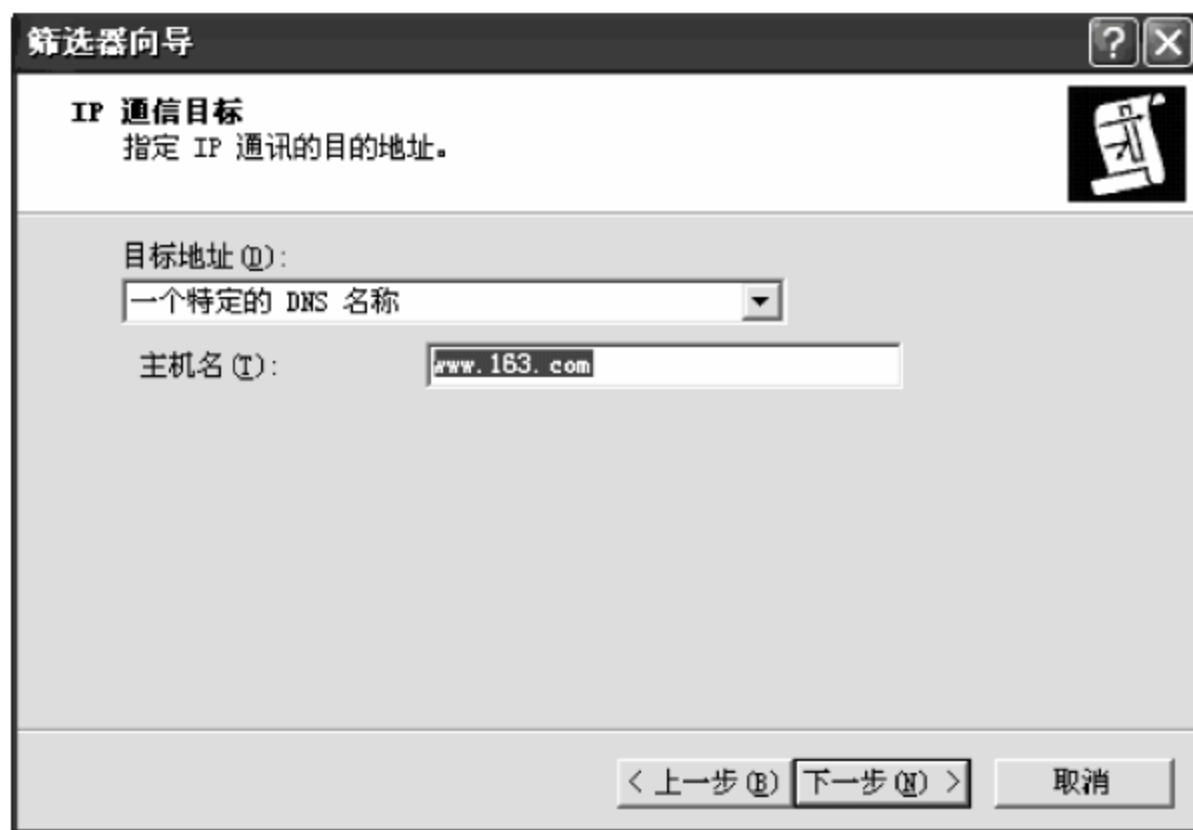 筛选器向导
IP 通信目标
指定 IP 通讯的目的地址。
目标地址(D):
一个特定的 DNS 名称
主机名(T):
www.163.com
< 上一步(B)
下一步(N) >
取消